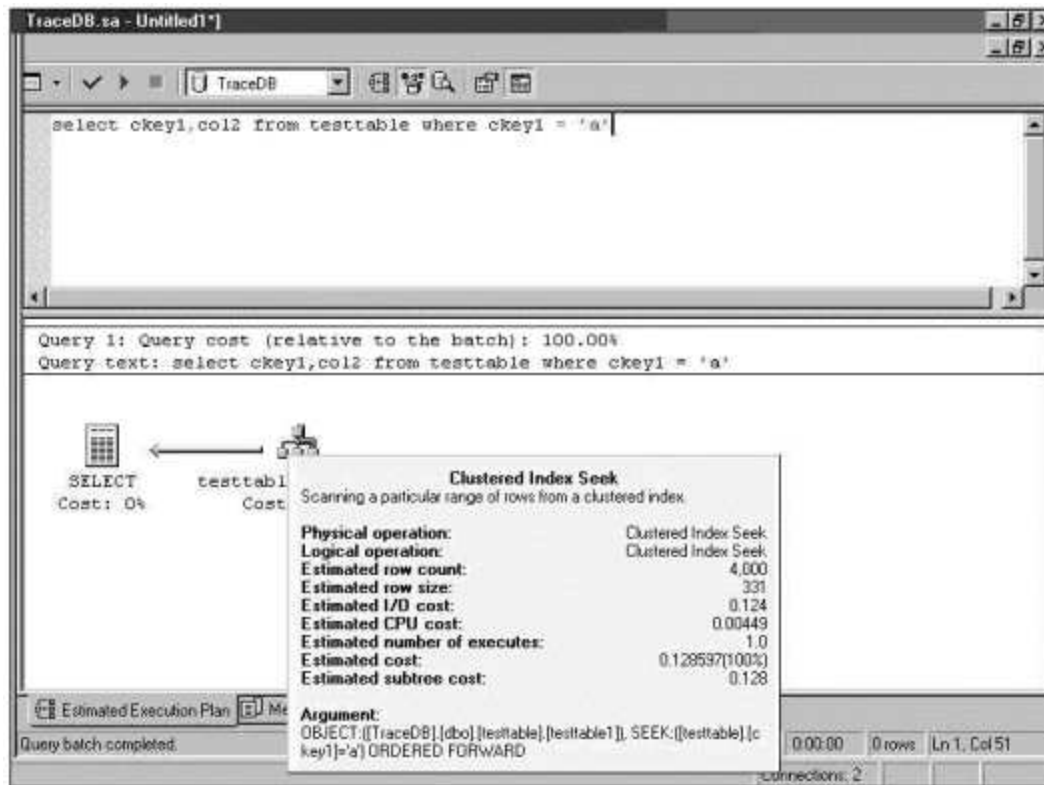 TraceDB.sa - Untitled1*]
TraceDB
select ckey1,col2 from testtable where ckey1 = 'a'
Query 1: Query cost (relative to the batch): 100.00%
Query text: select ckey1,col2 from testtable where ckey1 = 'a'
SELECT
Cost: 0%
testtabl
Cost
Clustered Index Seek
Scanning a particular range of rows from a clustered index.
Physical operation: Clustered Index Seek
Logical operation: Clustered Index Seek
Estimated row count: 4,000
Estimated row size: 331
Estimated I/O cost: 0.124
Estimated CPU cost: 0.00449
Estimated number of executes: 1.0
Estimated cost: 0.128597(100%)
Estimated subtree cost: 0.128
Argument:
OBJECT:([TraceDB].[dbo].[testtable].[testtable1]), SEEK:([testtable].[c
key1]='a') ORDERED FORWARD
Estimated Execution Plan Me
Query batch completed. 0:00:00 0 rows Ln 1, Col 51
Connections: 2